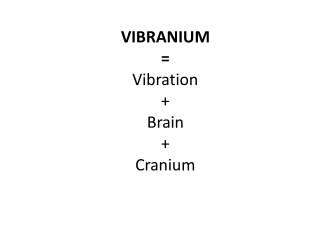 VIBRANIUM
=
Vibration
+
Brain
+
Cranium